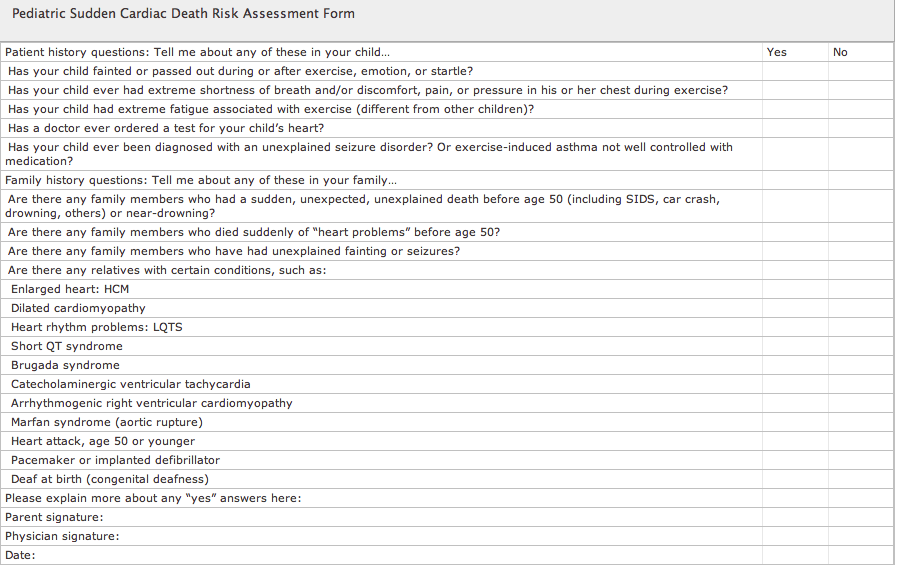 Pediatric Sudden Cardiac Death Risk Assessment Form
Patient history questions: Tell me about any of these in your child... Yes No
Has your child fainted or passed out during or after exercise, emotion, or startle?
Has your child ever had extreme shortness of breath and/or discomfort, pain, or pressure in his or her chest during exercise?
Has your child had extreme fatigue associated with exercise (different from other children)?
Has a doctor ever ordered a test for your child’s heart?
Has your child ever been diagnosed with an unexplained seizure disorder? Or exercise-induced asthma not well controlled with
medication?
Family history questions: Tell me about any of these in your family...
Are there any family members who had a sudden, unexpected, unexplained death before age 50 (including SIDS, car crash,
drowning, others) or near-drowning?
Are there any family members who died suddenly of “heart problems” before age 50?
Are there any family members who have had unexplained fainting or seizures?
Are there any relatives with certain conditions, such as:
Enlarged heart: HCM
Dilated cardiomyopathy
Heart rhythm problems: LQTS
Short QT syndrome
Brugada syndrome
Catecholaminergic ventricular tachycardia
Arrhythmogenic right ventricular cardiomyopathy
Marfan syndrome (aortic rupture)
Heart attack, age 50 or younger
Pacemaker or implanted defibrillator
Deaf at birth (congenital deafness)
Please explain more about any “yes” answers here:
Parent signature:
Physician signature:
Date: